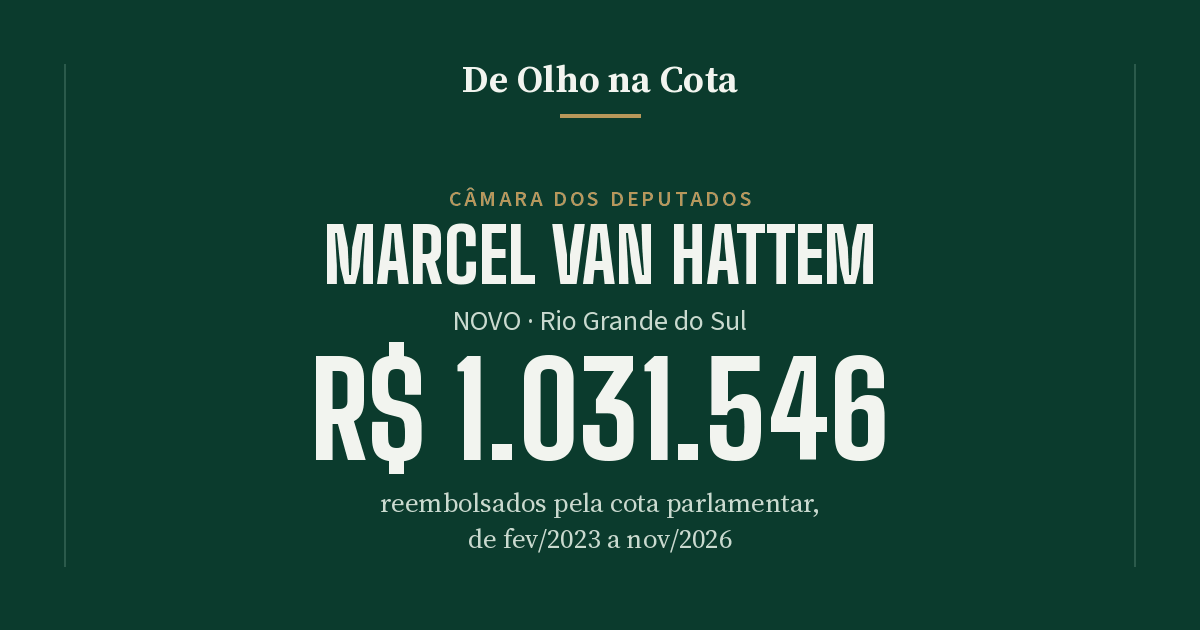 De Olho na Cota
CÂMARA DOS DEPUTADOS
MARCEL VAN HATTEM
NOVO · Rio Grande do Sul
R$ 1.031.546
reembolsados pela cota parlamentar,
de fev/2023 a nov/2026